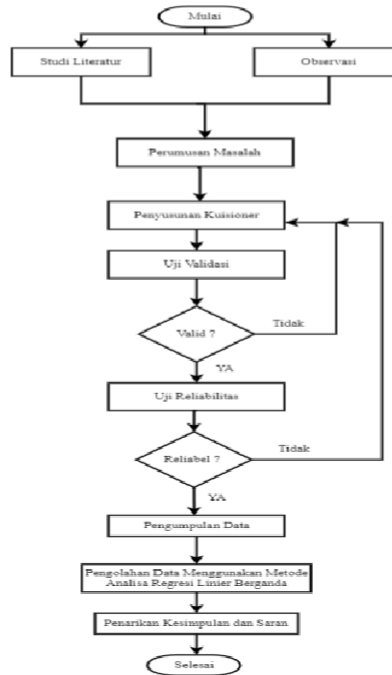 Mulai
Studi Literatur
Observasi
Perumusan Masalah
Penyusunan Kuisioner
Uji Validasi
Valid ?
Tidak
YA
Uji Reliabilitas
Reliabel ?
Tidak
YA
Pengumpulan Data
Pengolahan Data Menggunakan Metode
Analisa Regresi Linier Berganda
Penarikan Kesimpulan dan Saran
Selesai